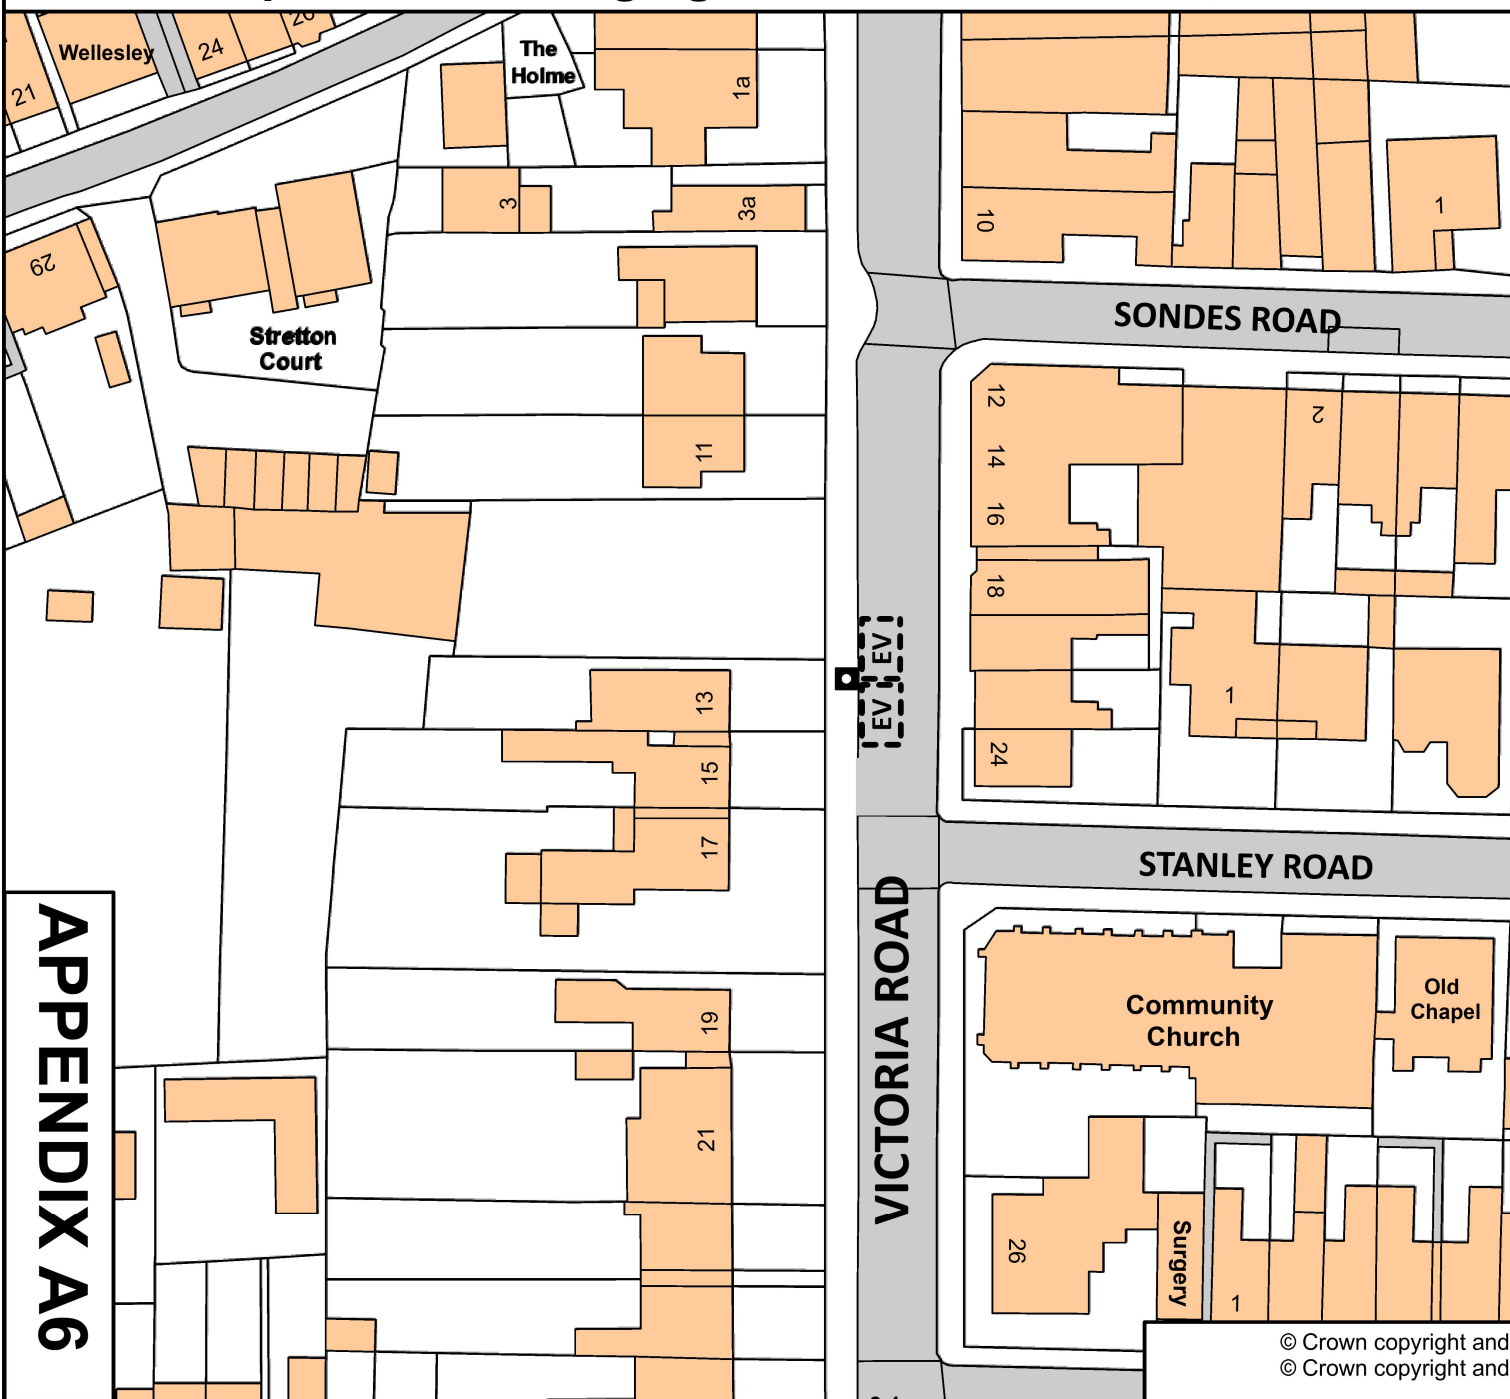 Wellesley
24
26
21
The
Holme
1a
3
3a
10
1
29
SONDES ROAD
Stretton
Court
12
2
11
14
16
18
EV
EV
13
1
15
24
17
STANLEY ROAD
VICTORIA ROAD
APPENDIX A6
Community
Church
Old
Chapel
19
21
26
Surgery
1
© Crown copyright and
© Crown copyright and